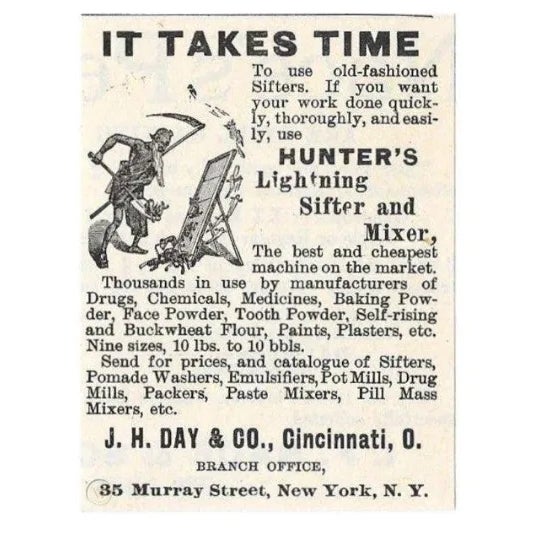 IT TAKES TIME
To use old-fashioned
Sifters. If you want
your work done quick-
ly, thoroughly, and easi-
ly, use
HUNTER'S
Lightning
Sifter and
Mixer,
The best and cheapest
machine on the market.
Thousands in use by manufacturers of
Drugs, Chemicals, Medicines, Baking Pow-
der, Face Powder, Tooth Powder, Self-rising
and Buckwheat Flour, Paints, Plasters, etc.
Nine sizes, 10 lbs. to 10 bbls.
Send for prices, and catalogue of Sifters,
Pomade Washers, Emulsifiers, Pot Mills, Drug
Mills, Packers, Paste Mixers, Pill Mass
Mixers, etc.
J. H. DAY & CO., Cincinnati, O.
BRANCH OFFICE,
35 Murray Street, New York, N. Y.